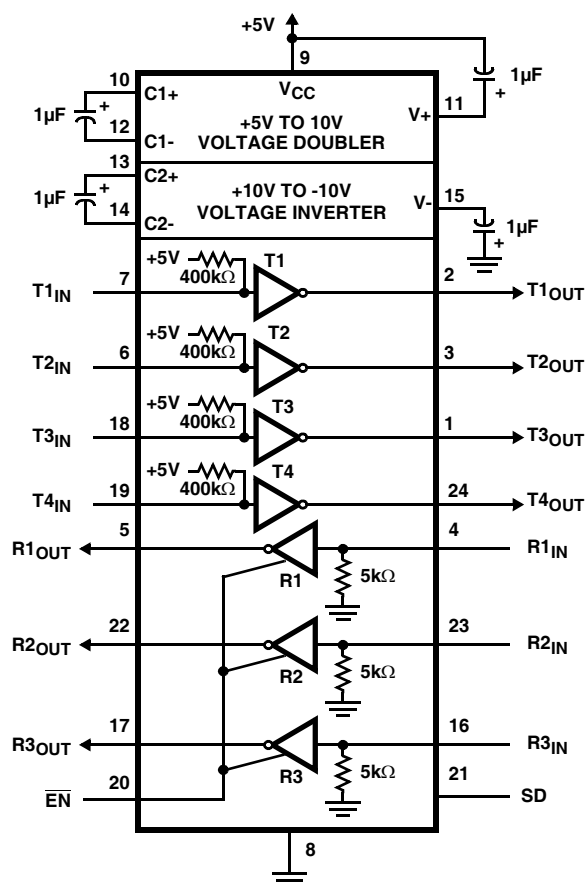 +5V
9
10
1µF
+
12
C1+
C1-
VCC
+5V TO 10V
VOLTAGE DOUBLER
V+
11
1µF
+
13
1µF
+
14
C2+
C2-
+10V TO -10V
VOLTAGE INVERTER
V-
15
1µF
+
T1IN
7
+5V
400kΩ
T1
2
T1OUT
T2IN
6
+5V
400kΩ
T2
3
T2OUT
T3IN
18
+5V
400kΩ
T3
1
T3OUT
T4IN
19
+5V
400kΩ
T4
24
T4OUT
R1OUT
5
R1
5kΩ
4
R1IN
R2OUT
22
R2
5kΩ
23
R2IN
R3OUT
17
R3
5kΩ
16
R3IN
EN
20
21
SD
8